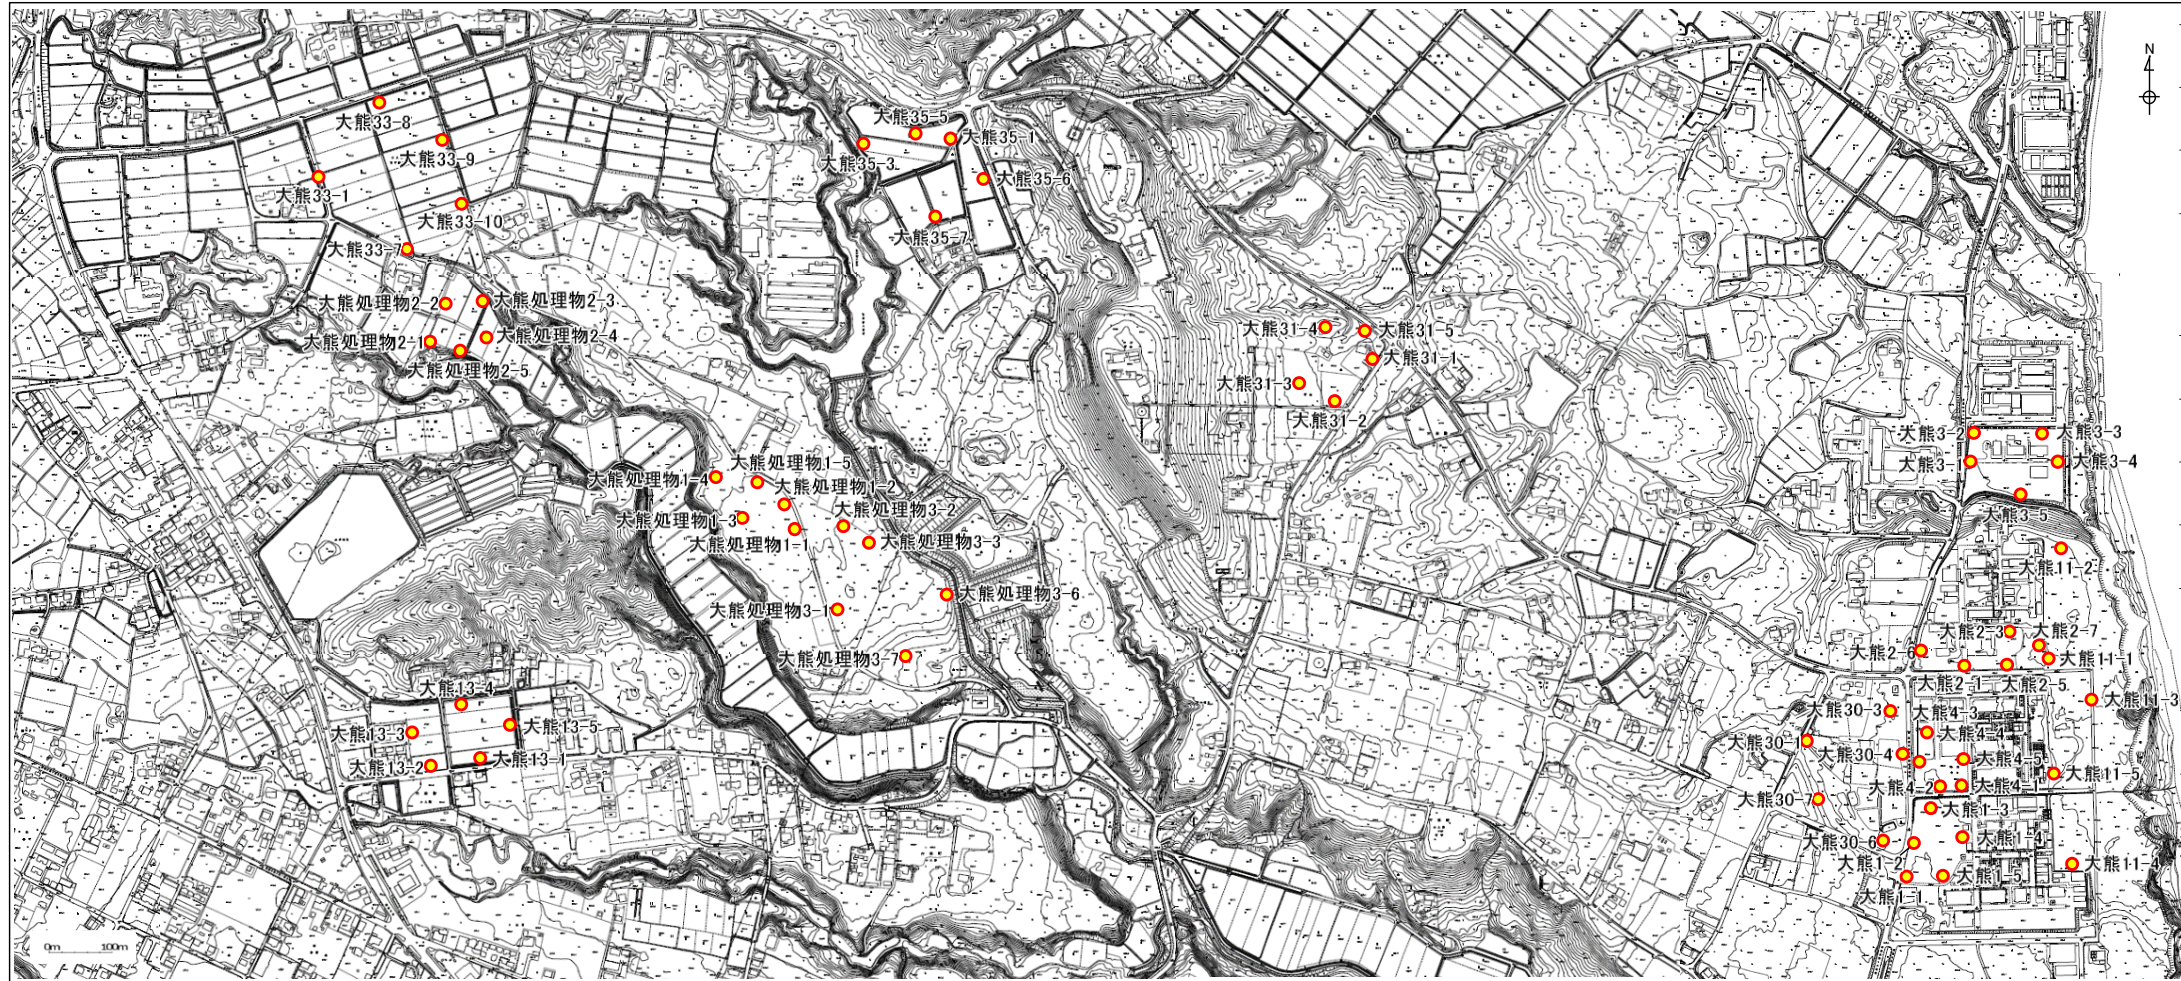 N
大熊33-8
大熊33-9
大熊33-1
大熊33-10
大熊33-7
大熊35-5
大熊35-1
大熊35-3
大熊35-6
大熊35-7
大熊処理物2-2
大熊処理物2-3
大熊処理物2-1
大熊処理物2-4
大熊処理物2-5
大熊31-4
大熊31-5
大熊31-1
大熊31-3
大熊31-2
大熊3-2
大熊3-3
大熊3-1
大熊3-4
大熊3-5
大熊処理物1-5
大熊処理物1-4
大熊処理物1-2
大熊処理物1-3
大熊処理物3-2
大熊処理物1-1
大熊処理物3-3
大熊処理物3-1
大熊処理物3-6
大熊処理物3-7
大熊11-2
大熊2-3
大熊2-7
大熊2-6
大熊11-1
大熊2-1
大熊2-5
大熊11-3
大熊13-4
大熊13-3
大熊13-5
大熊13-2
大熊13-1
大熊30-3
大熊4-3
大熊30-1
大熊4-4
大熊30-4
大熊4-5
大熊11-5
大熊4-2
大熊4-1
大熊30-7
大熊1-3
大熊30-6
大熊1-4
大熊1-2
大熊11-4
大熊1-5
大熊1-1
0m 100m